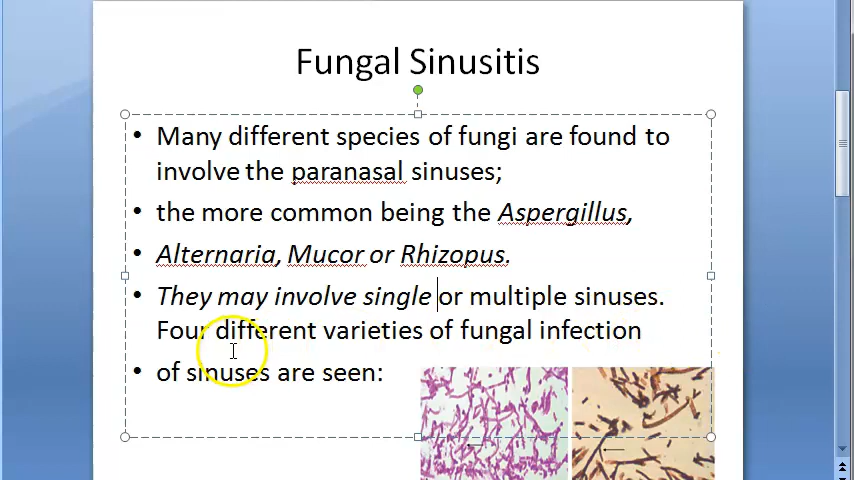 Fungal Sinusitis
• Many different species of fungi are found to
involve the paranasal sinuses;
• the more common being the Aspergillus,
• Alternaria, Mucor or Rhizopus.
• They may involve single or multiple sinuses.
Four different varieties of fungal infection
• of sinuses are seen: